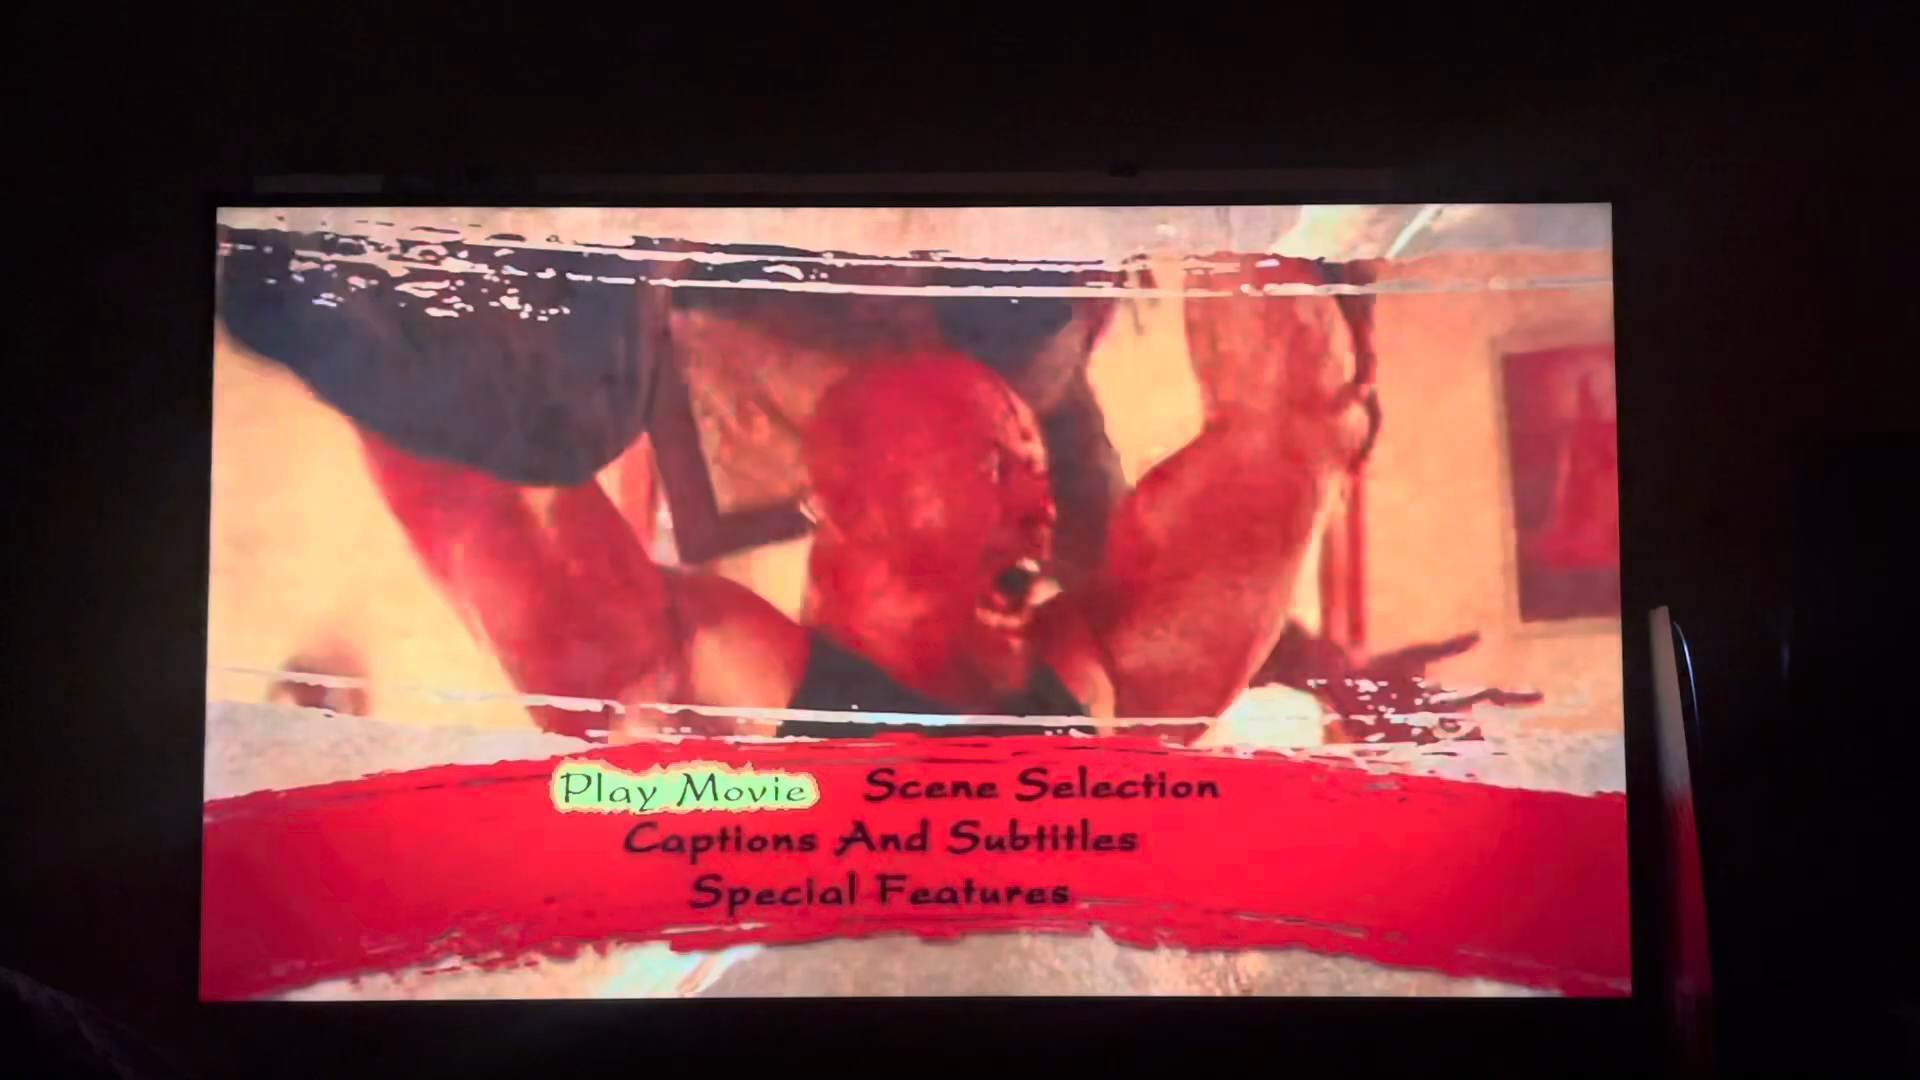 Play Movie Scene Selection
Captions And Subtitles
Special Features